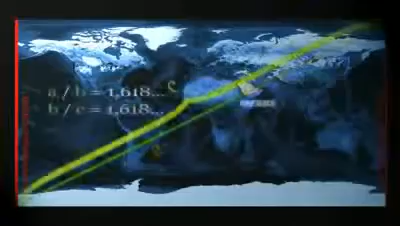 a / b = 1,618...
b / c = 1,618...
c